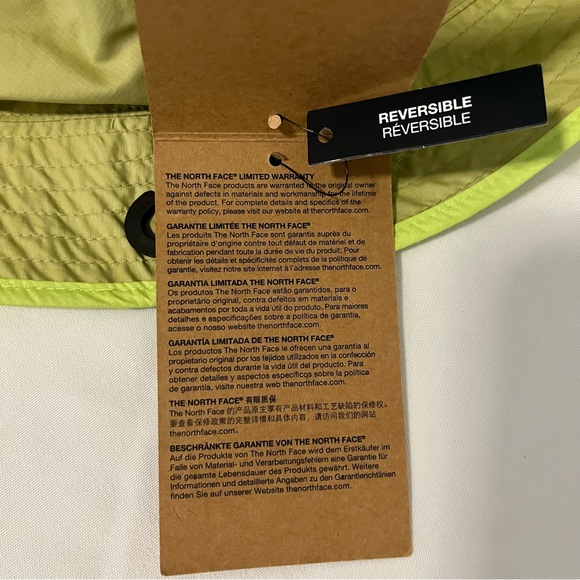 REVERSIBLE
RÉVERSIBLE
THE NORTH FACE® LIMITED WARRANTY
The North Face products are warranted to the original owner
against defects in materials and workmanship for the lifetime
of the product. For complete details and specifics of the
warranty policy, please visit our website at thenorthface.com.
GARANTIE LIMITÉE THE NORTH FACE®
Les produits The North Face sont garantis auprès du
propriétaire d'origine contre tout défaut de matériel et de
fabrication pendant toute la durée de vie du produit. Pour
obtenir les détails et spécificités complets de la politique de
garantie, visitez notre site internet à l'adresse thenorthface.com.
GARANTIA LIMITADA THE NORTH FACE®
Os produtos The North Face estão garantidos, para o
proprietário original, contra defeitos em materiais e
acabamentos por toda a vida útil do produto. Para maiores
detalhes e especificações sobre a política de garantia,
acesse o nosso website thenorthface.com.
GARANTÍA LIMITADA DE THE NORTH FACE®
Los productos The North Face le ofrecen una garantía al
propietario original por los tejidos utilizados en la confección
y contra defectos durante la vida útil del producto. Para
obtener detalles y aspectos específicos sobre la política
de garantía, visite nuestra web thenorthface.com.
THE NORTH FACE® 有限质保
The North Face 的产品原主享有产品材料和工艺缺陷的保修权。
要查看保修政策的完整详情和具体内容，请访问我们的网站
thenorthface.com.
BESCHRÄNKTE GARANTIE VON THE NORTH FACE®
Auf die Produkte von The North Face wird dem Erstkäufer im
Falle von Material- und Verarbeitungsfehlern eine Garantie für
die gesamte Lebensdauer des Produkts gewährt. Weitere
Informationen und detaillierte Angaben zu den Garantierichtlinien
finden Sie auf unserer Website thenorthface.com.